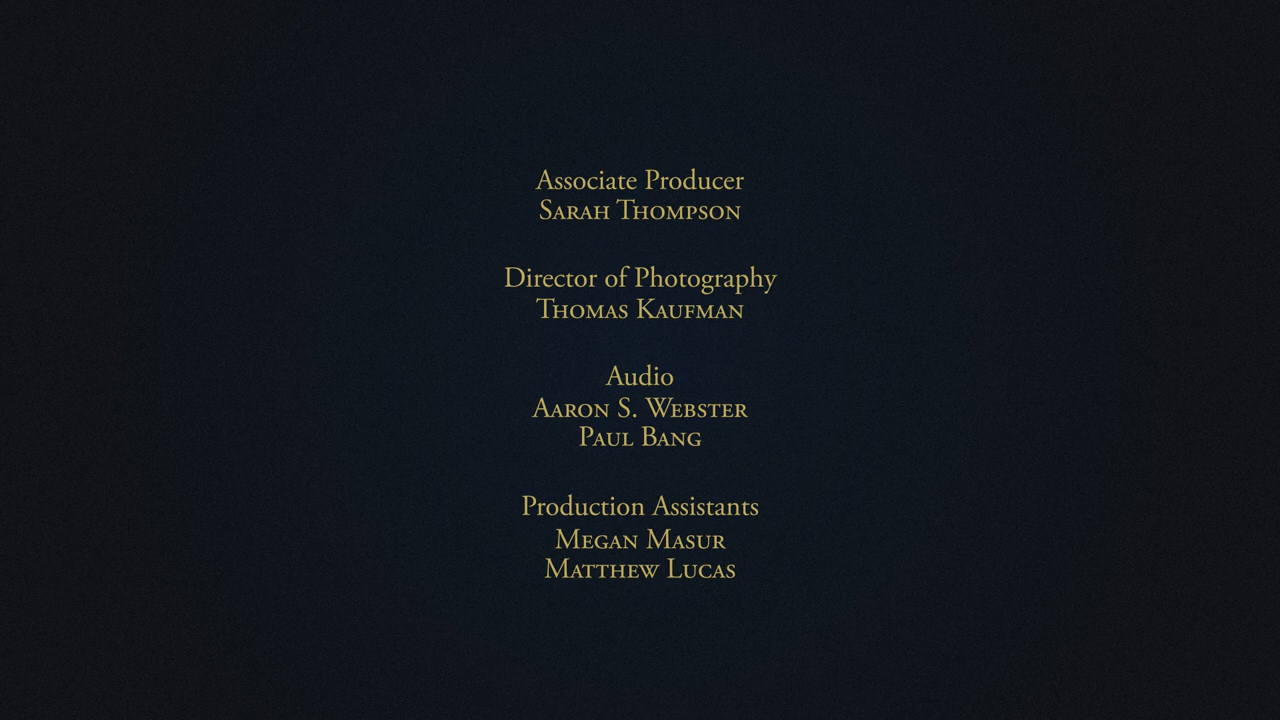 Associate Producer
Sarah Thompson
Director of Photography
Thomas Kaufman
Audio
Aaron S. Webster
Paul Bang
Production Assistants
Megan Masur
Matthew Lucas